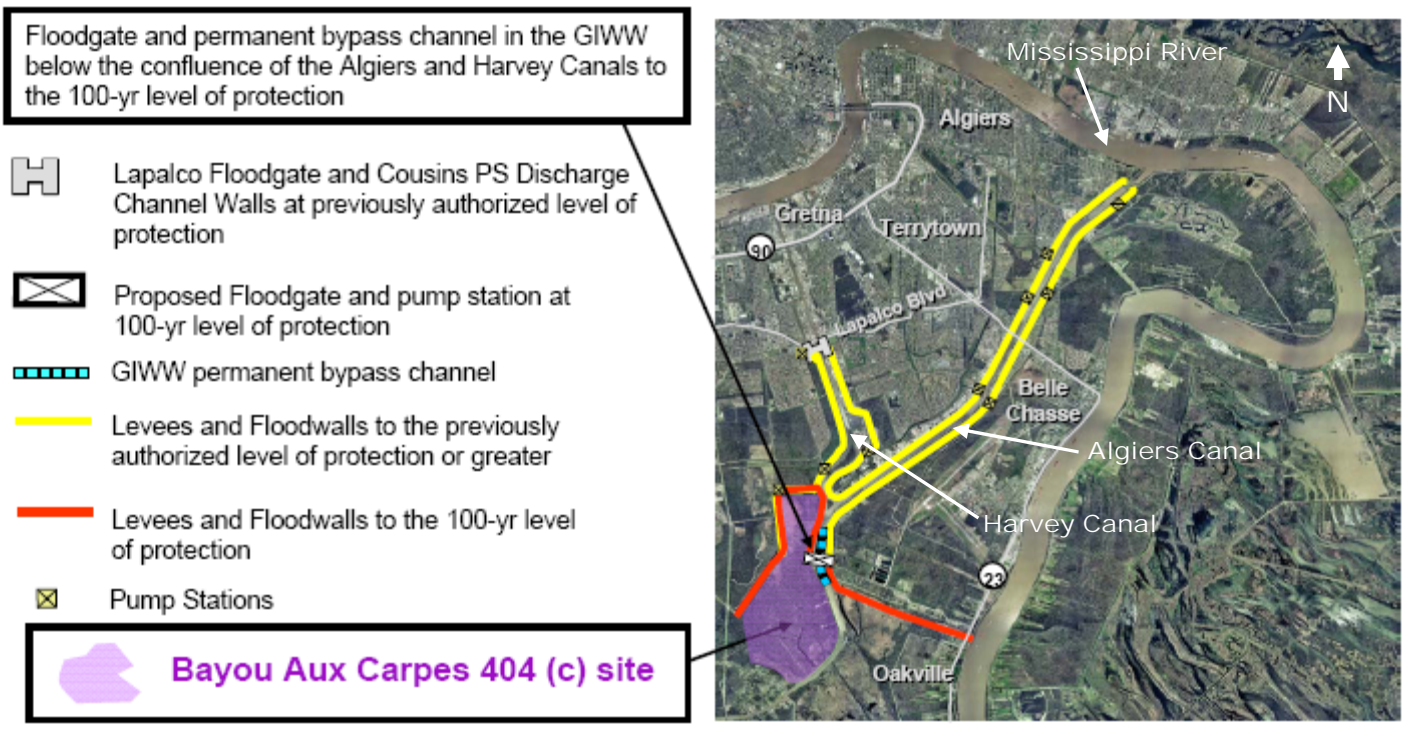 Floodgate and permanent bypass channel in the GIWW
below the confluence of the Algiers and Harvey Canals to
the 100-yr level of protection
Lapalco Floodgate and Cousins PS Discharge
Channel Walls at previously authorized level of
protection
Proposed Floodgate and pump station at
100-yr level of protection
GIWW permanent bypass channel
Levees and Floodwalls to the previously
authorized level of protection or greater
Levees and Floodwalls to the 100-yr level
of protection
Pump Stations
Bayou Aux Carpes 404 (c) site
Mississippi River
N
Algiers
Gretna
Terrytown
90
Lapalco Blvd
Belle
Chasse
Algiers Canal
Harvey Canal
23
Oakville